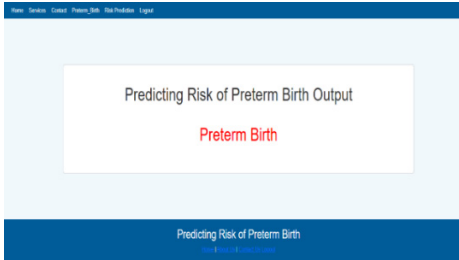 Home Services Contact Preterm_Birth Risk Prediction Logout
Predicting Risk of Preterm Birth Output
Preterm Birth
Predicting Risk of Preterm Birth